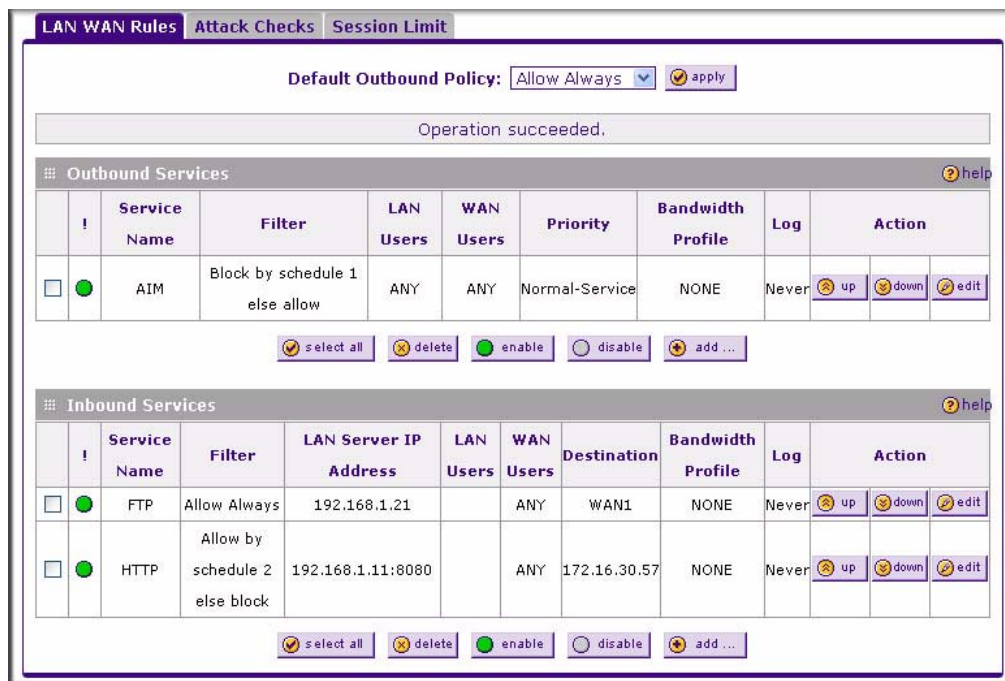 LAN WAN Rules Attack Checks Session Limit
Default Outbound Policy: Allow Always apply
Operation succeeded.
Outbound Services help
! Service Name Filter LAN Users WAN Users Priority Bandwidth Profile Log Action
AIM Block by schedule 1 else allow ANY ANY Normal-Service NONE Never up down edit
select all delete enable disable add ...
Inbound Services help
! Service Name Filter LAN Server IP Address LAN Users WAN Users Destination Bandwidth Profile Log Action
FTP Allow Always 192.168.1.21 ANY WAN1 NONE Never up down edit
HTTP Allow by schedule 2 else block 192.168.1.11:8080 ANY 172.16.30.57 NONE Never up down edit
select all delete enable disable add ...